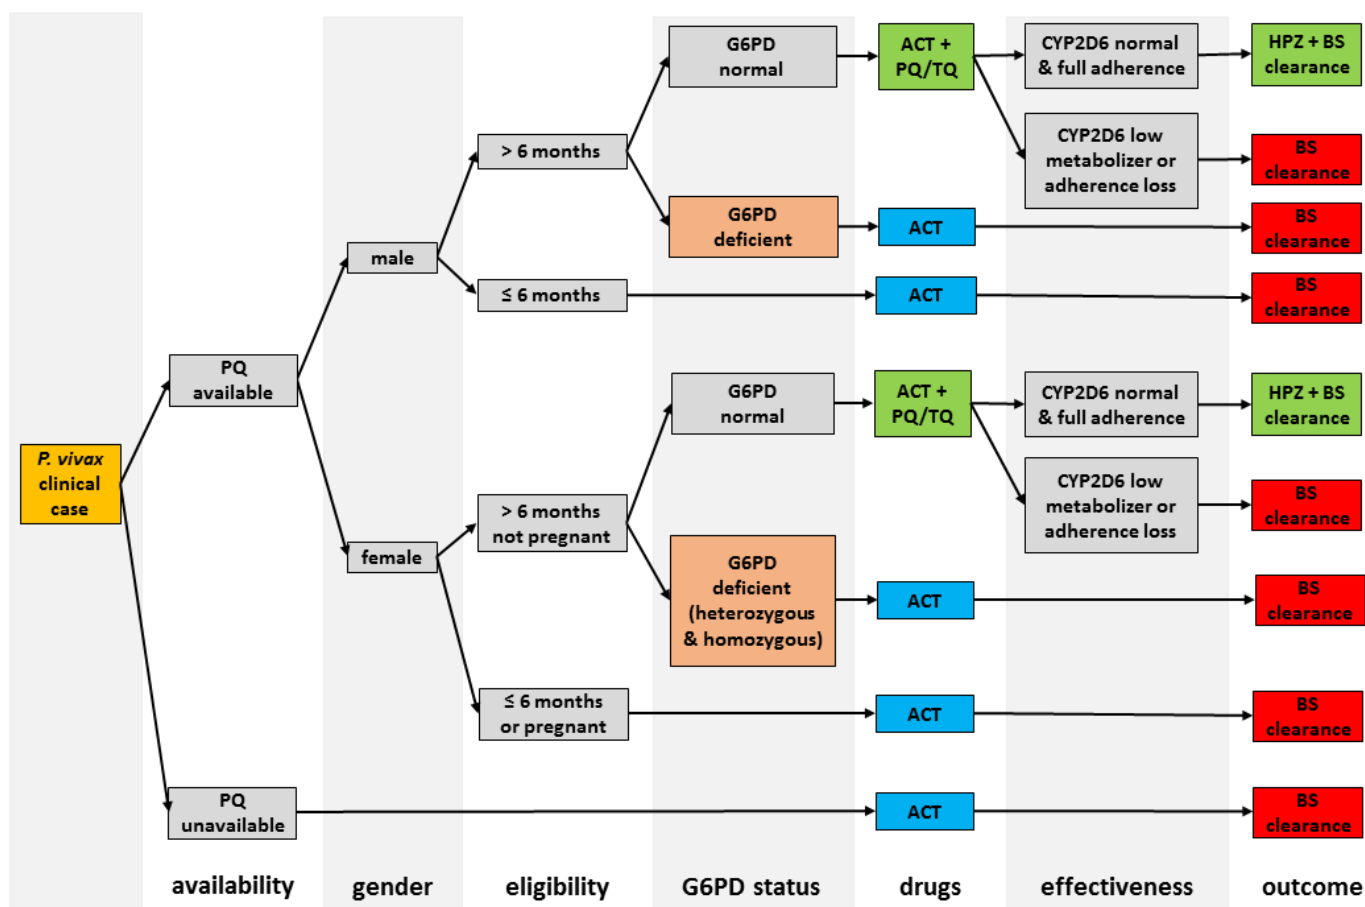 G6PD
normal
ACT +
PQ/TQ
CYP2D6 normal
& full adherence
HPZ + BS
clearance
> 6 months
CYP2D6 low
metabolizer or
adherence loss
BS
clearance
G6PD
deficient
ACT
BS
clearance
male
≤ 6 months
ACT
BS
clearance
PQ
available
G6PD
normal
ACT +
PQ/TQ
CYP2D6 normal
& full adherence
HPZ + BS
clearance
P. vivax
clinical
case
> 6 months
not pregnant
CYP2D6 low
metabolizer or
adherence loss
BS
clearance
female
G6PD
deficient
(heterozygous
& homozygous)
ACT
BS
clearance
≤ 6 months
or pregnant
ACT
BS
clearance
PQ
unavailable
ACT
BS
clearance
availability
gender
eligibility
G6PD status
drugs
effectiveness
outcome